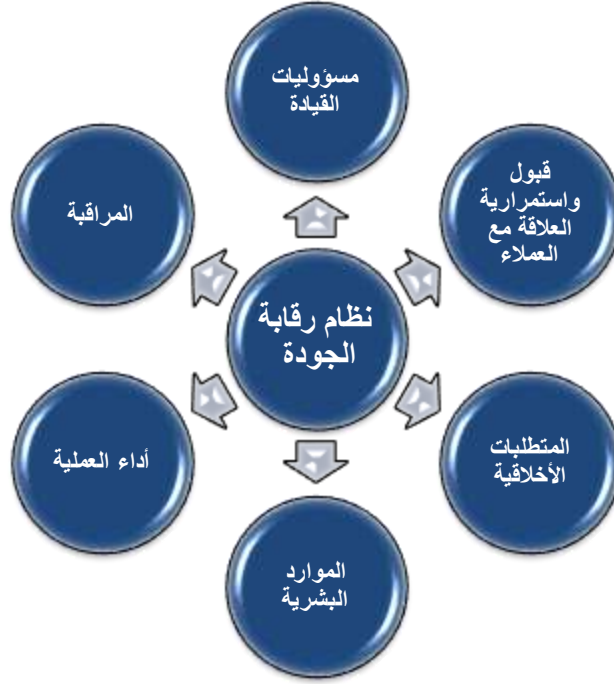 مسؤوليات
القيادة
قبول
واستمرارية
العلاقة مع
العملاء
المراقبة
نظام رقابة
الجودة
المتطلبات
الأخلاقية
أداء العملية
الموارد
البشرية